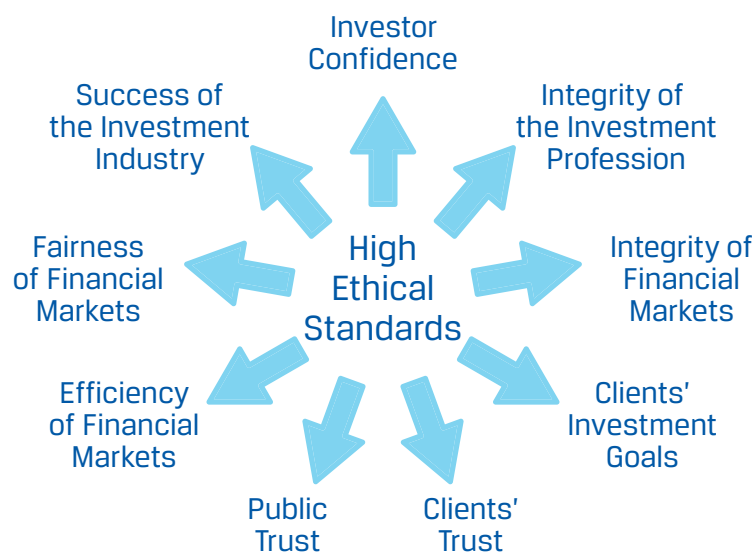 Investor
Confidence
Success of
the Investment
Industry
Integrity of
the Investment
Profession
Fairness
of Financial
Markets
High
Ethical
Standards
Integrity of
Financial
Markets
Efficiency
of Financial
Markets
Clients'
Investment
Goals
Public
Trust
Clients'
Trust